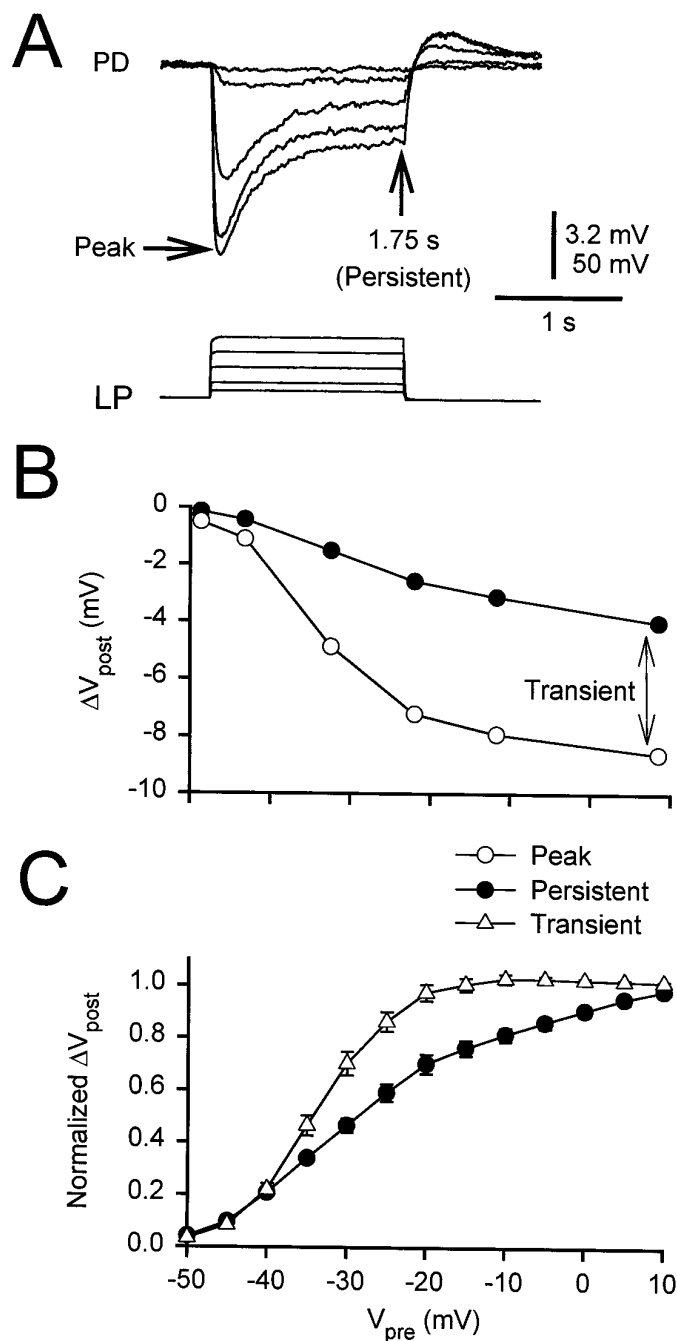 A
PD
Peak
1.75 s
(Persistent)
3.2 mV
50 mV
1 s
LP
B
0
-2
-4
-6
-8
-10
ΔVpost (mV)
Transient
C
Peak
Persistent
Transient
1.0
0.8
0.6
0.4
0.2
0.0
Normalized ΔVpost
-50 -40 -30 -20 -10 0 10
Vpre (mV)